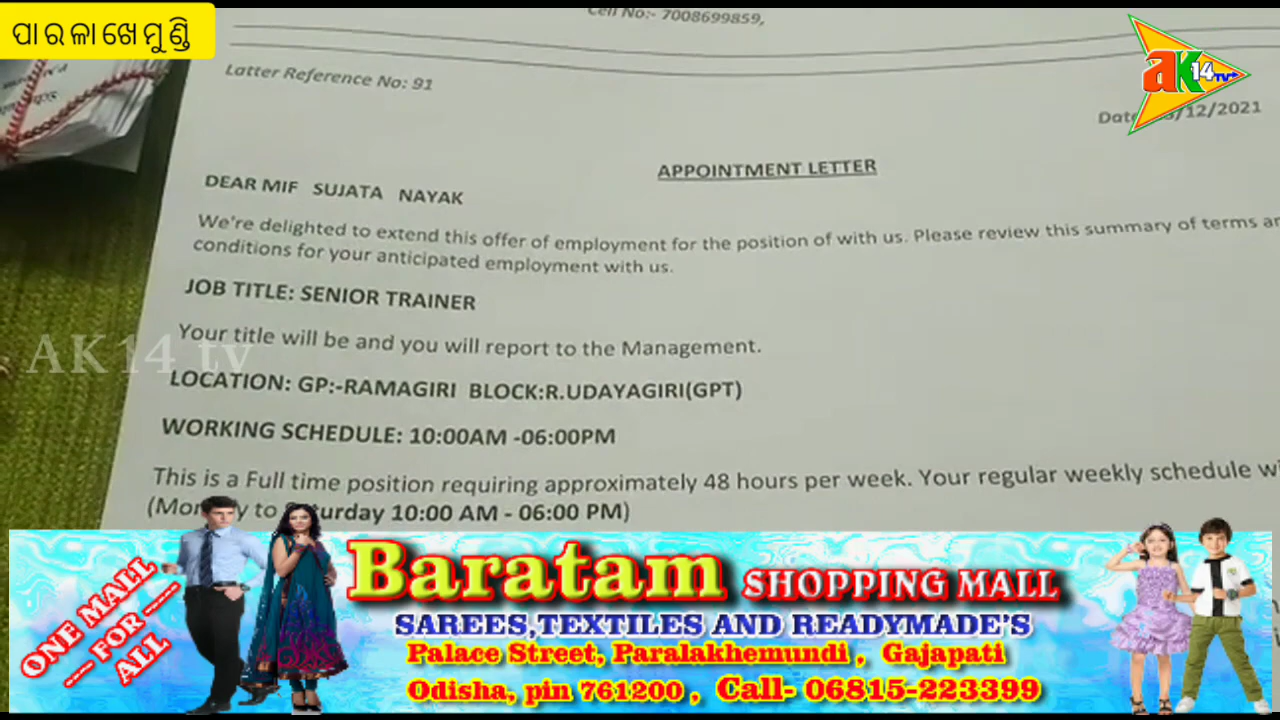 ପାରଳାଖେମୁଣ୍ଡି
Cell No:- 7008699859,
ak14tv
Latter Reference No: 91
/12/2021
APPOINTMENT LETTER
DEAR MIF SUJATA NAYAK
We're delighted to extend this offer of employment for the position of with us. Please review this summary of terms
conditions for your anticipated employment with us.
JOB TITLE: SENIOR TRAINER
Your title will be and you will report to the Management.
AK14 tv
LOCATION: GP:-RAMAGIRI BLOCK:R.UDAYAGIRI(GPT)
WORKING SCHEDULE: 10:00AM -06:00PM
This is a Full time position requiring approximately 48 hours per week. Your regular weekly schedule
to 10:00 AM - 06:00 PM)
ONE MALL
---- FOR ----
ALL
Baratam SHOPPING MALL
SAREES,TEXTILES AND READYMADE'S
Palace Street, Paralakhemundi , Gajapati
Odisha, pin 761200 , Call- 06815-223399